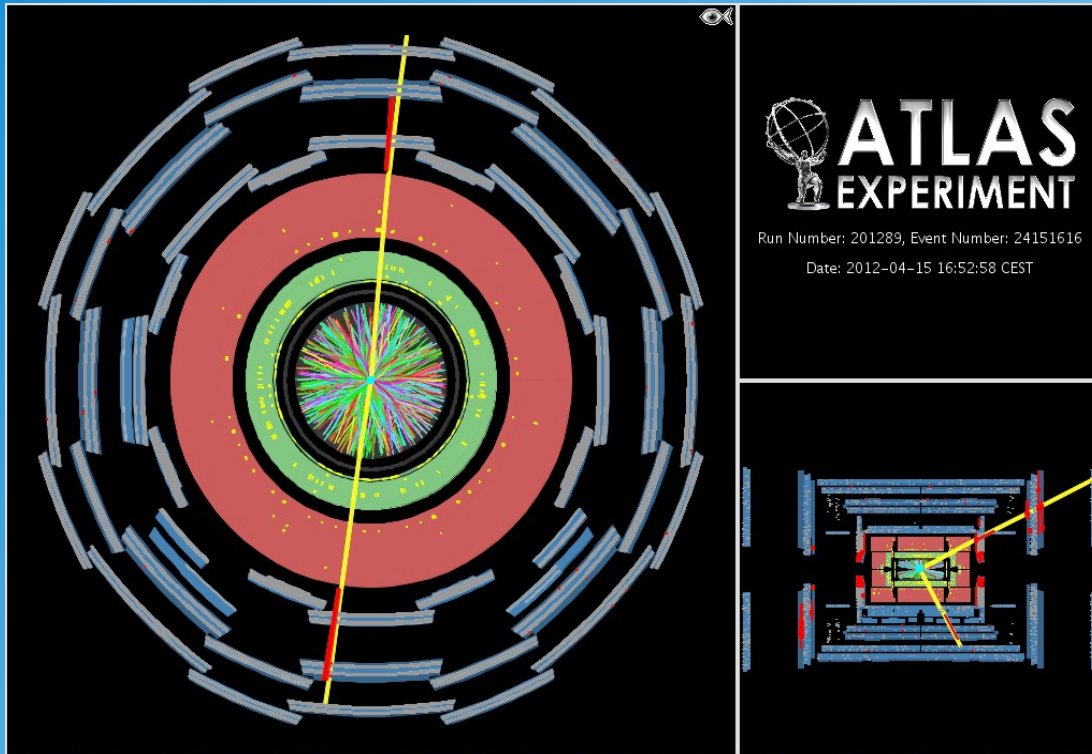 ATLAS
EXPERIMENT
Run Number: 201289, Event Number: 24151616
Date: 2012-04-15 16:52:58 CEST